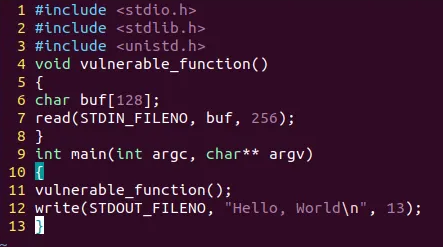 1 #include <stdio.h>
2 #include <stdlib.h>
3 #include <unistd.h>
4 void vulnerable_function()
5 {
6 char buf[128];
7 read(STDIN_FILENO, buf, 256);
8 }
9 int main(int argc, char** argv)
10 {
11 vulnerable_function();
12 write(STDOUT_FILENO, "Hello, World\n", 13);
13 }
~